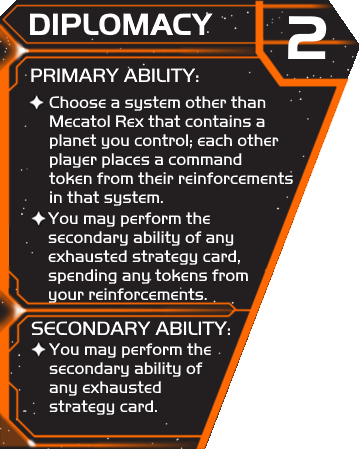 DIPLOMACY
2
PRIMARY ABILITY:
Choose a system other than
Mecatol Rex that contains a
planet you control; each other
player places a command
token from their reinforcements
in that system.
You may perform the
secondary ability of any
exhausted strategy card,
spending any tokens from
your reinforcements.
SECONDARY ABILITY:
You may perform the
secondary ability of
any exhausted
strategy card.